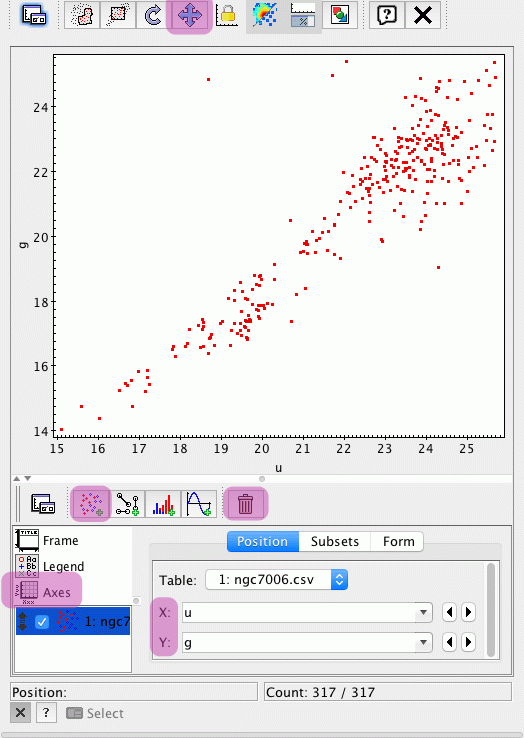 24
22
20
18
16
14
g
15 16 17 18 19 20 21 22 23 24 25
u
TITLE
Frame
Legend
Axes
1: ngc7
Position Subsets Form
Table: 1: ngc7006.csv
X: u
Y: g
Position: Count: 317 / 317
Select